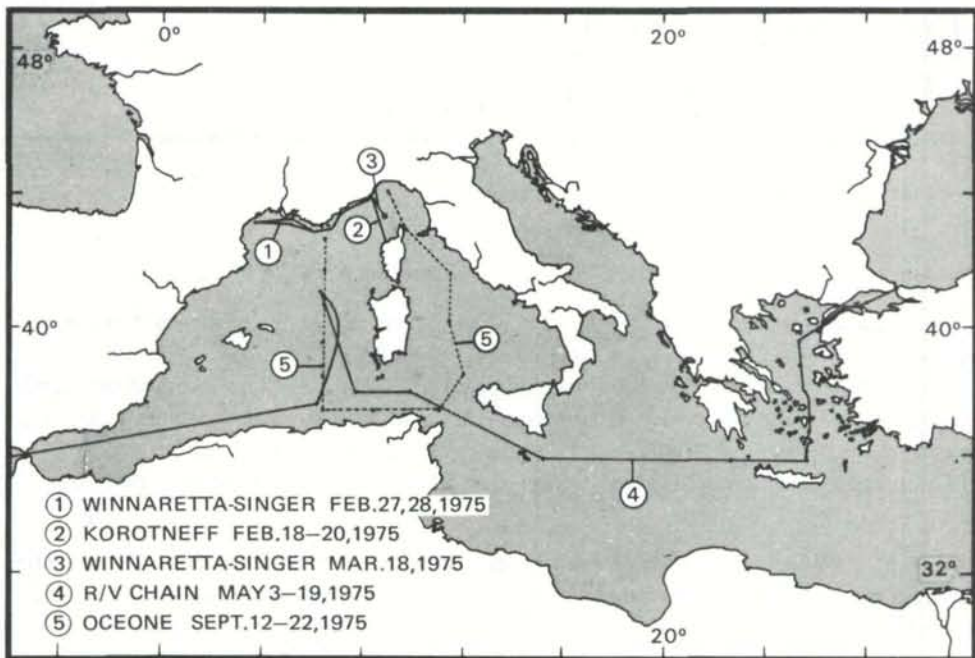 0°
20°
48°
48°
3
2
1
40°
40°
5
5
4
① WINNARETTA-SINGER FEB.27,28,1975
② KOROTNEFF FEB.18–20,1975
③ WINNARETTA-SINGER MAR.18,1975
④ R/V CHAIN MAY 3–19,1975
⑤ OCEONE SEPT.12–22,1975
32°
20°